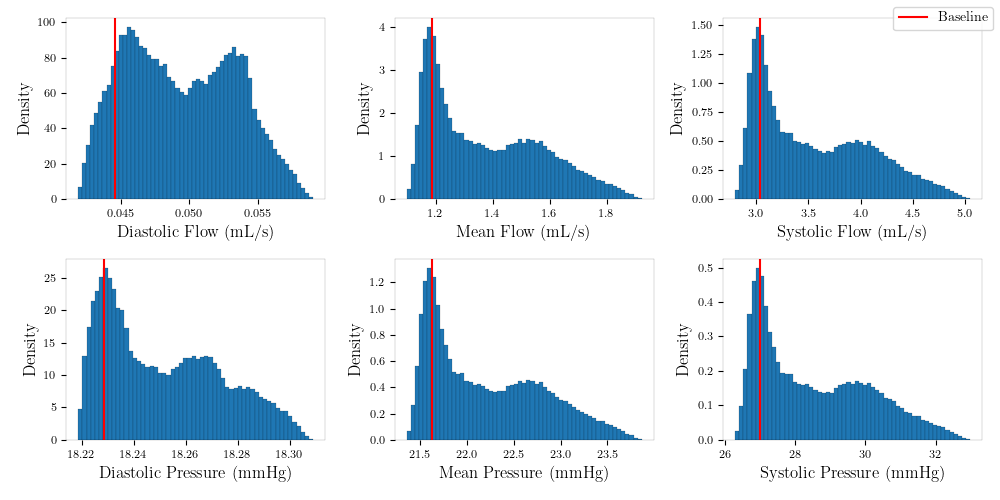 Baseline
100
80
60
40
20
0
Density
0.045 0.050 0.055
Diastolic Flow (mL/s)
4
3
2
1
0
Density
1.2 1.4 1.6 1.8
Mean Flow (mL/s)
1.50
1.25
1.00
0.75
0.50
0.25
0.00
Density
3.0 3.5 4.0 4.5 5.0
Systolic Flow (mL/s)
25
20
15
10
5
0
Density
18.22 18.24 18.26 18.28 18.30
Diastolic Pressure (mmHg)
1.2
1.0
0.8
0.6
0.4
0.2
0.0
Density
21.5 22.0 22.5 23.0 23.5
Mean Pressure (mmHg)
0.5
0.4
0.3
0.2
0.1
0.0
Density
26 28 30 32
Systolic Pressure (mmHg)